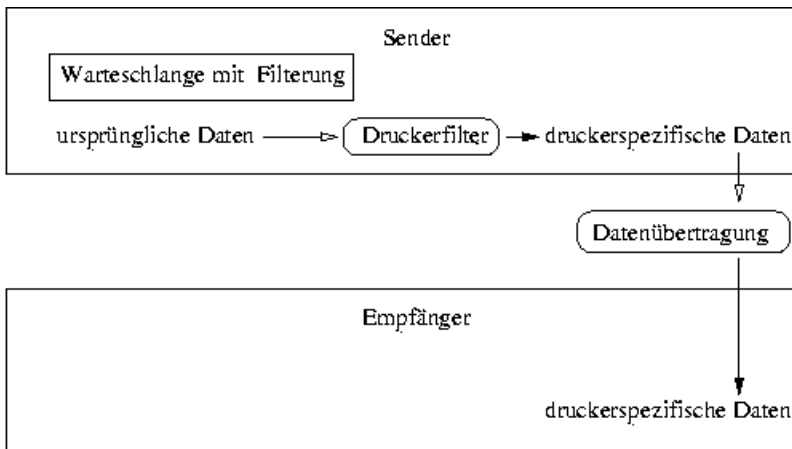 Sender
Warteschlange mit Filterung
ursprüngliche Daten
Druckerfilter
druckerspezifische Daten
Datenübertragung
Empfänger
druckerspezifische Daten